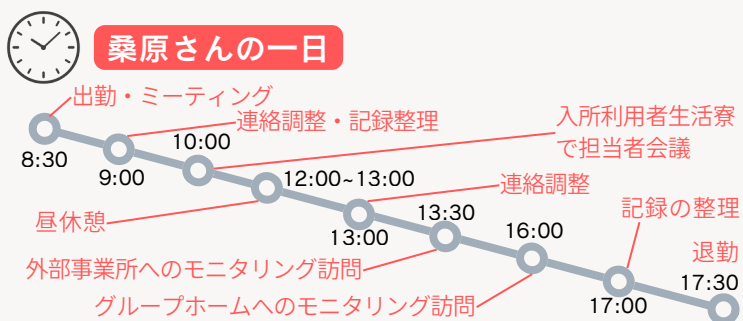 桑原さんの一日
出勤・ミーティング
8:30
連絡調整・記録整理
9:00
10:00
入所利用者生活寮
で担当者会議
12:00~13:00
昼休憩
連絡調整
13:00
13:30
外部事業所へのモニタリング訪問
16:00
グループホームへのモニタリング訪問
記録の整理
17:00
退勤
17:30